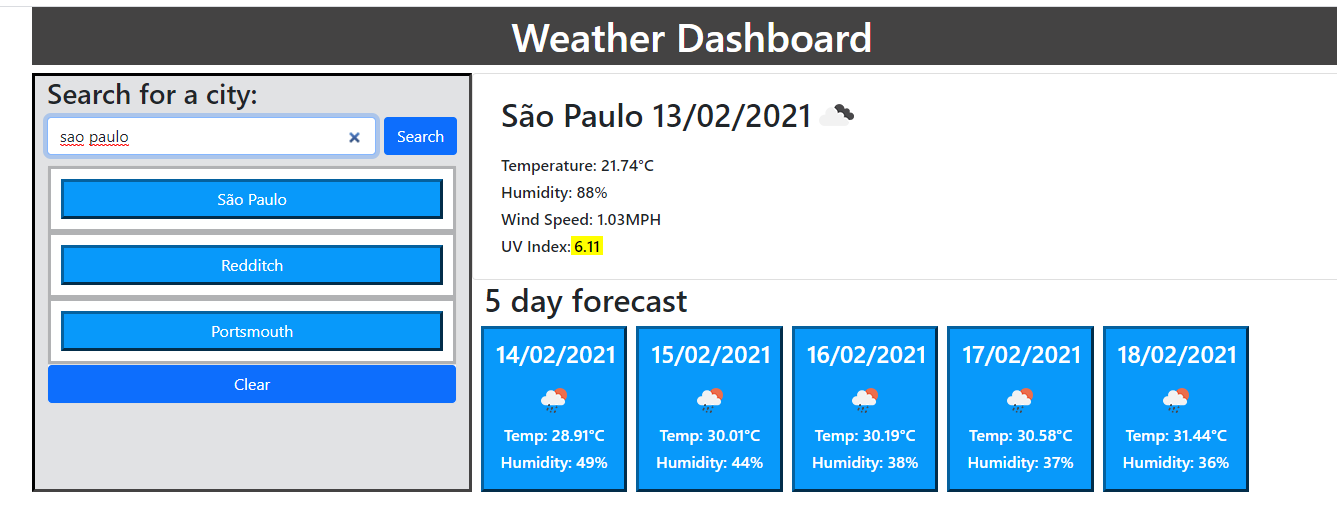 Weather Dashboard
Search for a city:
sao paulo
Search
São Paulo
Redditch
Portsmouth
Clear
São Paulo 13/02/2021
Temperature: 21.74°C
Humidity: 88%
Wind Speed: 1.03MPH
UV Index: 6.11
5 day forecast
14/02/2021
Temp: 28.91°C
Humidity: 49%
15/02/2021
Temp: 30.01°C
Humidity: 44%
16/02/2021
Temp: 30.19°C
Humidity: 38%
17/02/2021
Temp: 30.58°C
Humidity: 37%
18/02/2021
Temp: 31.44°C
Humidity: 36%